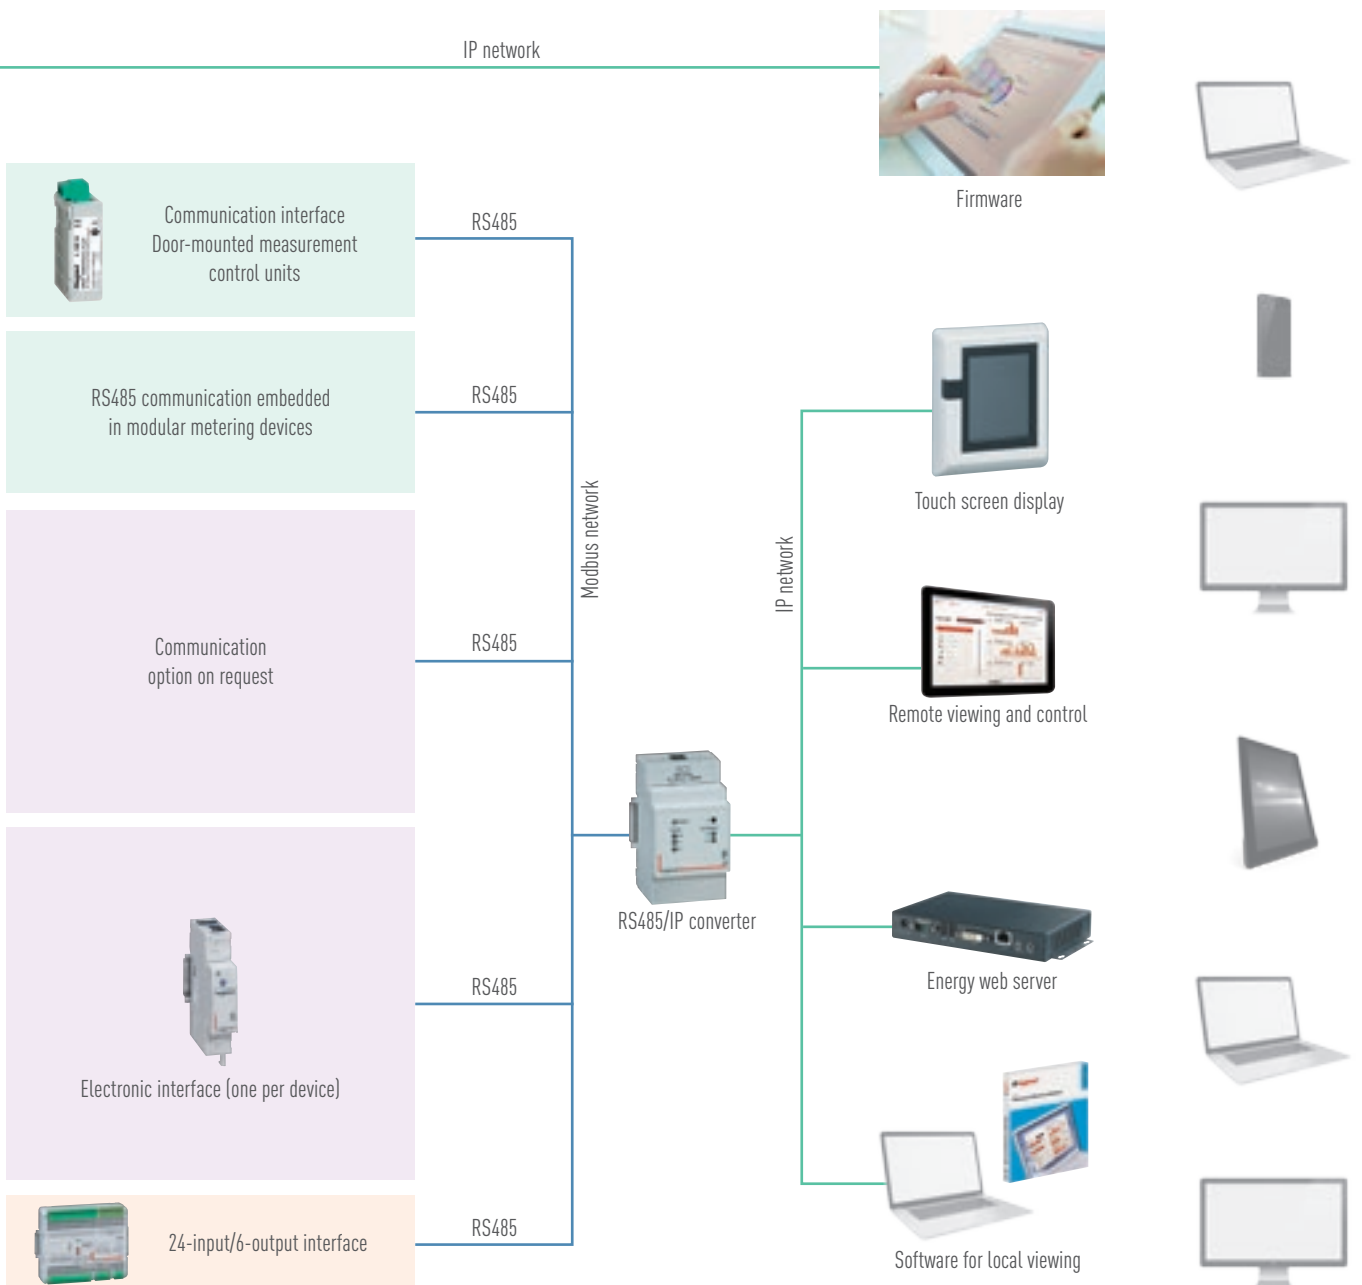 IP network
Firmware
Communication interface
Door-mounted measurement
control units
RS485
RS485 communication embedded
in modular metering devices
RS485
Modbus network
Touch screen display
IP network
Communication
option on request
RS485
Remote viewing and control
RS485/IP converter
Electronic interface (one per device)
RS485
Energy web server
24-input/6-output interface
RS485
Software for local viewing